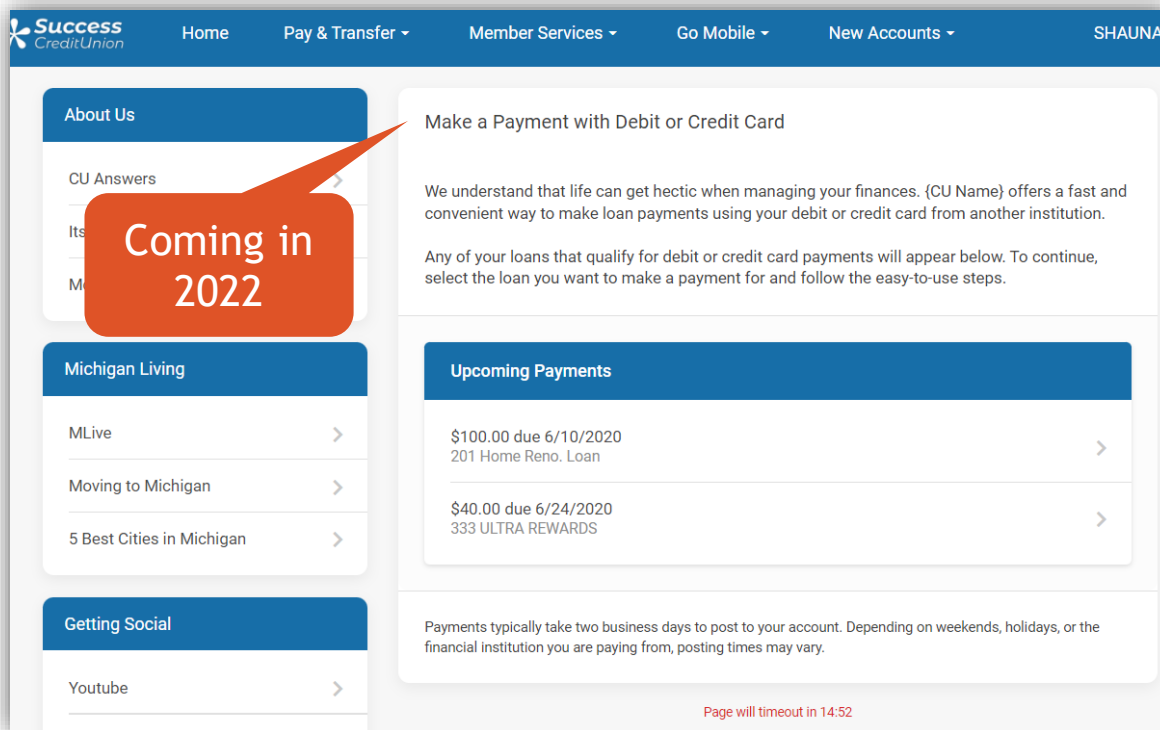 Success
CreditUnion
Home
Pay & Transfer
Member Services
Go Mobile
New Accounts
SHAUNA
About Us
CU Answers
Its
Coming in
2022
Michigan Living
MLive
Moving to Michigan
5 Best Cities in Michigan
Getting Social
Youtube
Make a Payment with Debit or Credit Card
We understand that life can get hectic when managing your finances. {CU Name} offers a fast and
convenient way to make loan payments using your debit or credit card from another institution.
Any of your loans that qualify for debit or credit card payments will appear below. To continue,
select the loan you want to make a payment for and follow the easy-to-use steps.
Upcoming Payments
$100.00 due 6/10/2020
201 Home Reno. Loan
$40.00 due 6/24/2020
333 ULTRA REWARDS
Payments typically take two business days to post to your account. Depending on weekends, holidays, or the
financial institution you are paying from, posting times may vary.
Page will timeout in 14:52